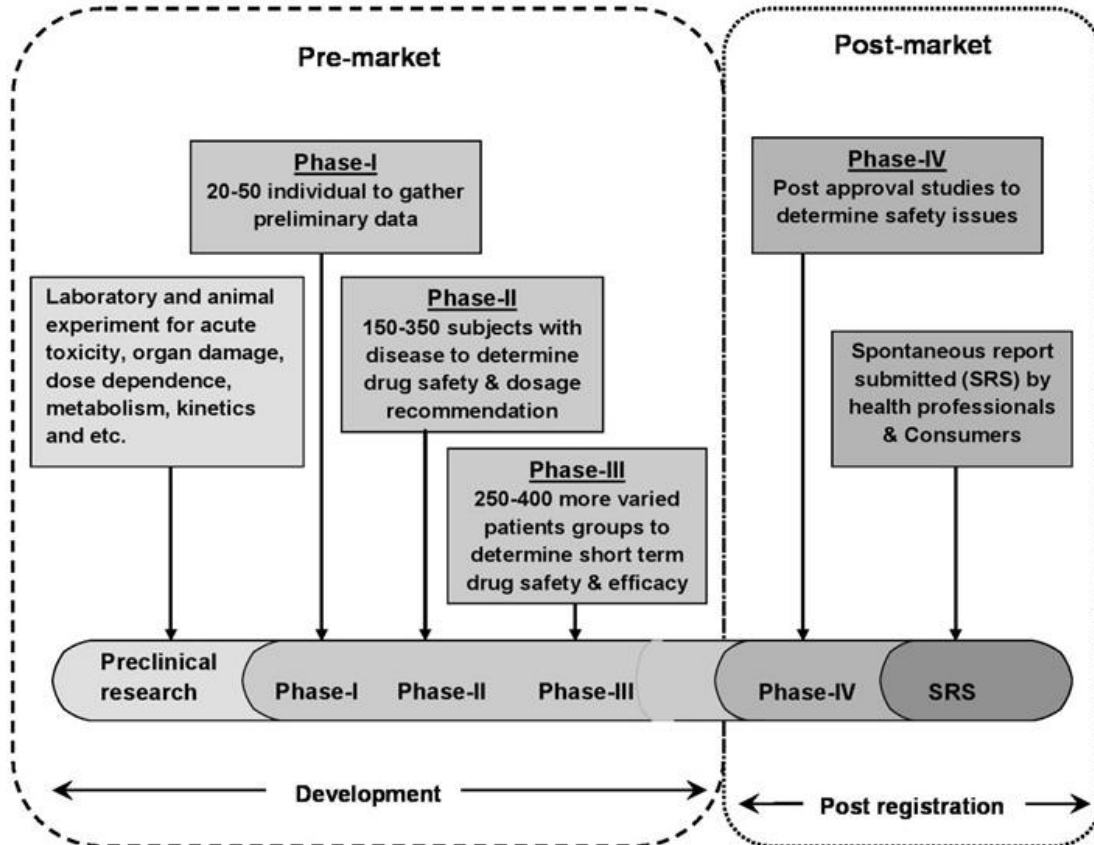 Pre-market
Post-market
Phase-I
20-50 individual to gather
preliminary data
Phase-IV
Post approval studies to
determine safety issues
Laboratory and animal
experiment for acute
toxicity, organ damage,
dose dependence,
metabolism, kinetics
and etc.
Phase-II
150-350 subjects with
disease to determine
drug safety & dosage
recommendation
Spontaneous report
submitted (SRS) by
health professionals
& Consumers
Phase-III
250-400 more varied
patients groups to
determine short term
drug safety & efficacy
Preclinical
research
Phase-I
Phase-II
Phase-III
Phase-IV
SRS
Development
Post registration